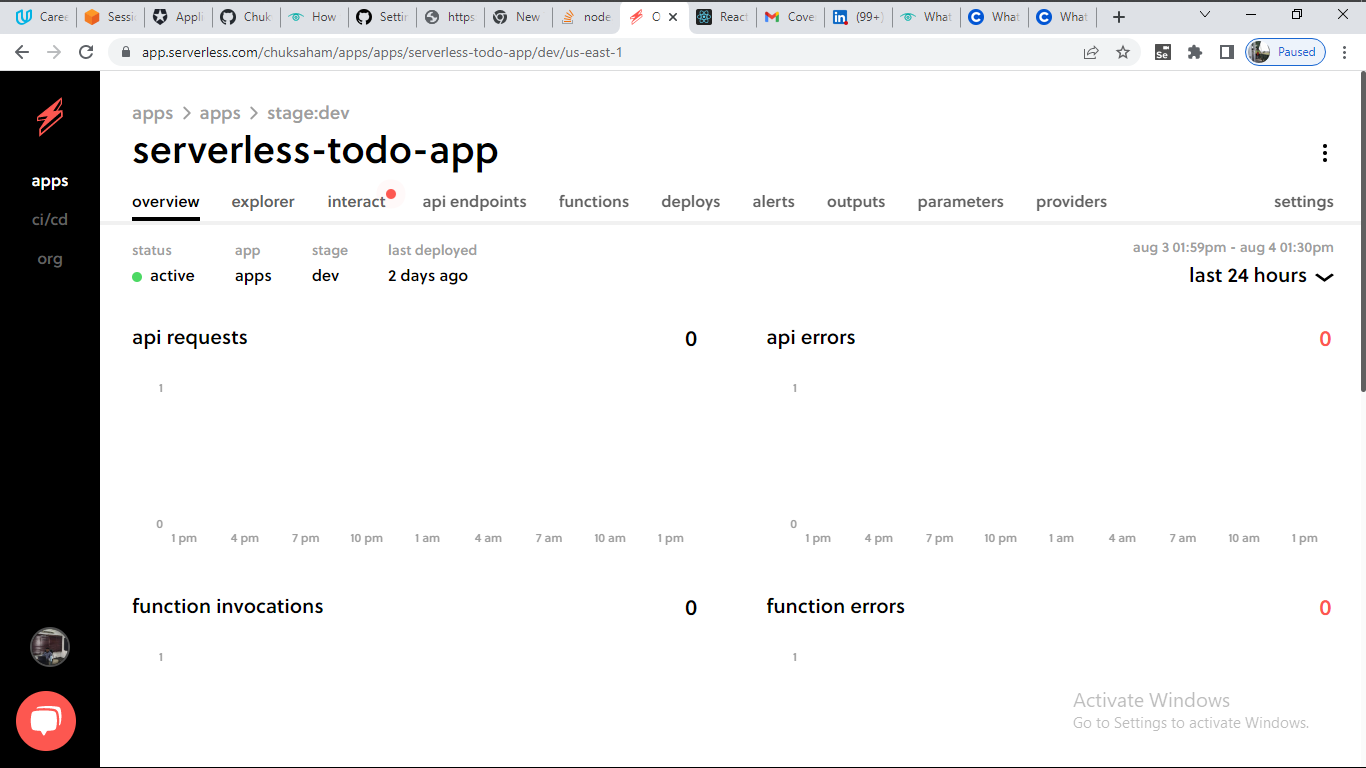 Caree Sessi Appli Chuk How Settin https New node O React Cove (99+) What What What
app.serverless.com/chuksaham/apps/apps/serverless-todo-app/dev/us-east-1
Se
Paused
apps
ci/cd
org
apps > apps > stage:dev
serverless-todo-app
overview explorer interact api endpoints functions deploys alerts outputs parameters providers settings
status app stage last deployed
active apps dev 2 days ago
aug 3 01:59pm - aug 4 01:30pm
last 24 hours
api requests 0
1
0
1 pm 4 pm 7 pm 10 pm 1 am 4 am 7 am 10 am 1 pm
api errors 0
1
0
1 pm 4 pm 7 pm 10 pm 1 am 4 am 7 am 10 am 1 pm
function invocations 0
1
function errors 0
1
Activate Windows
Go to Settings to activate Windows.